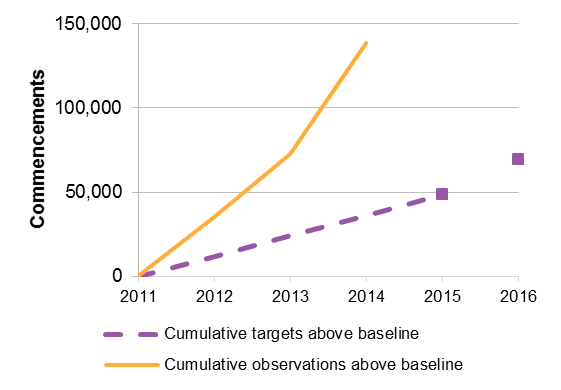 150,000
100,000
50,000
0
Commencements
2011 2012 2013 2014 2015 2016
Cumulative targets above baseline
Cumulative observations above baseline